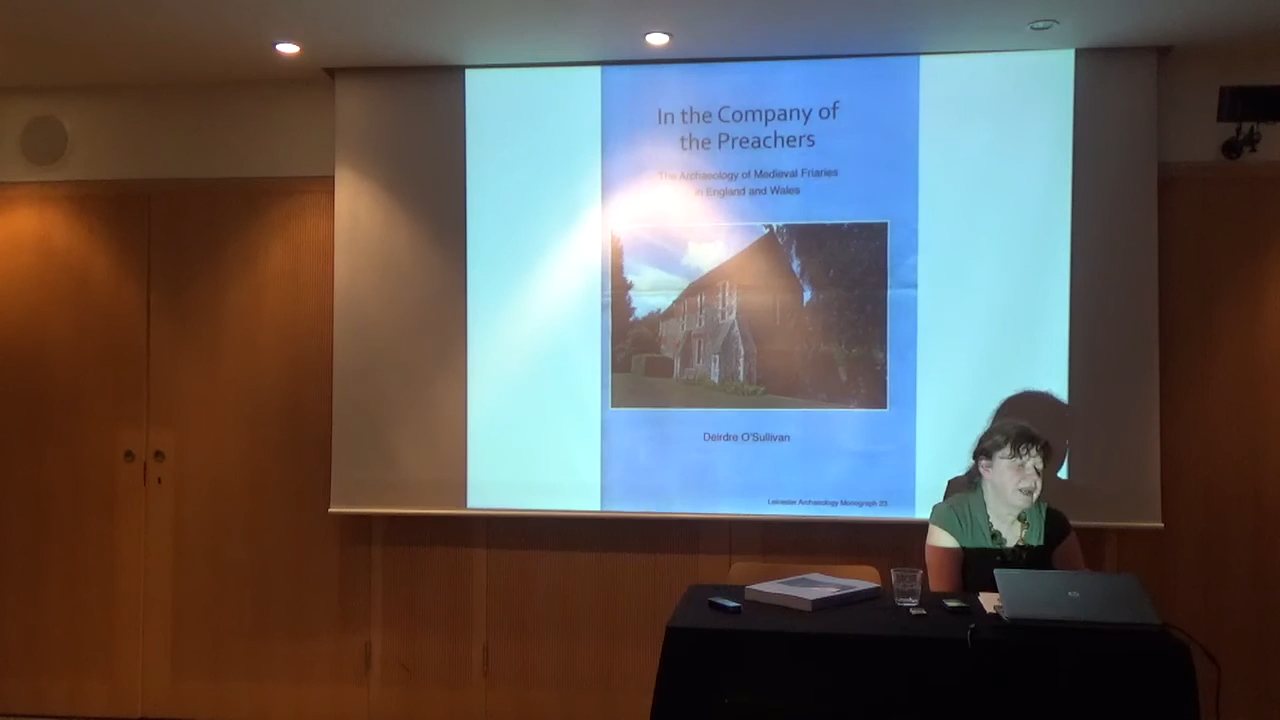 In the Company of
the Preachers
The Archaeology of Medieval Friaries
in England and Wales
Deirdre O'Sullivan
Leicester Archaeology Monograph 23